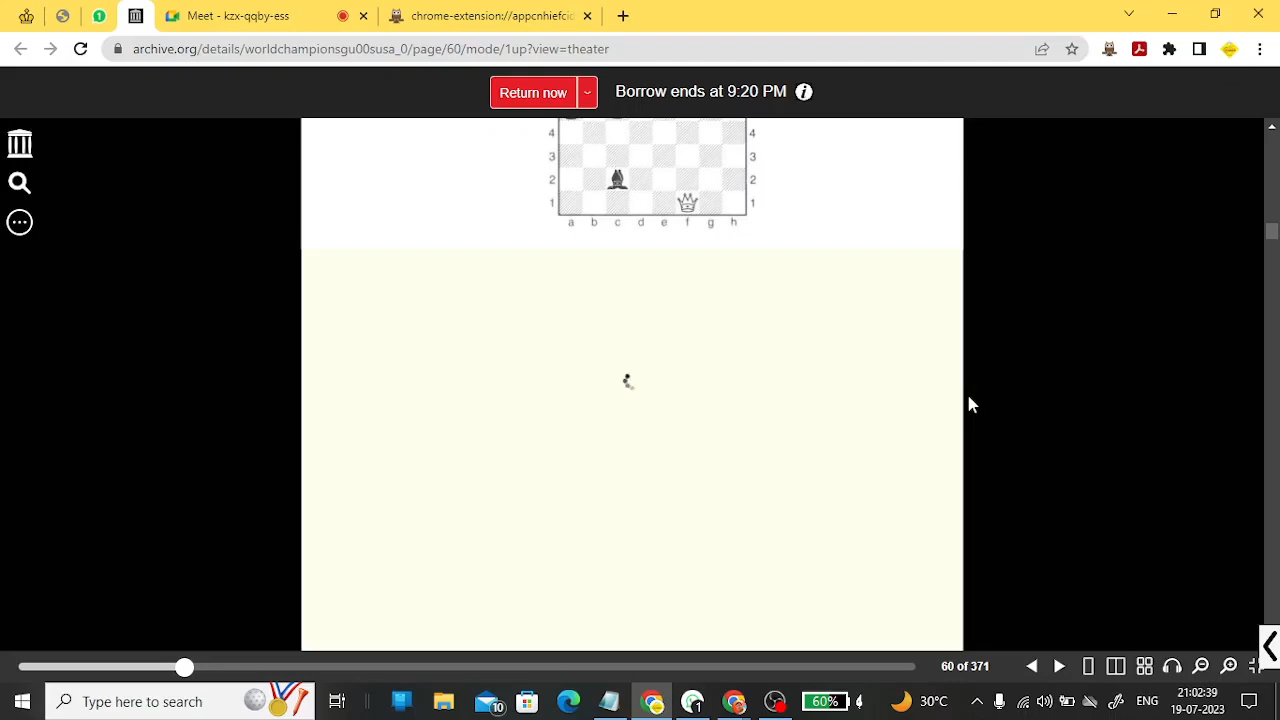 Meet - kzx-qqby-ess
chrome-extension://appcnhiefcic
archive.org/details/worldchampionsgu00susa_0/page/60/mode/1up?view=theater
Return now
Borrow ends at 9:20 PM
4 4
3 3
2 2
1 1
a b c d e f g h
60 of 371
Type here to search
10
60%
30°C
ENG
21:02:39
19-07-2023